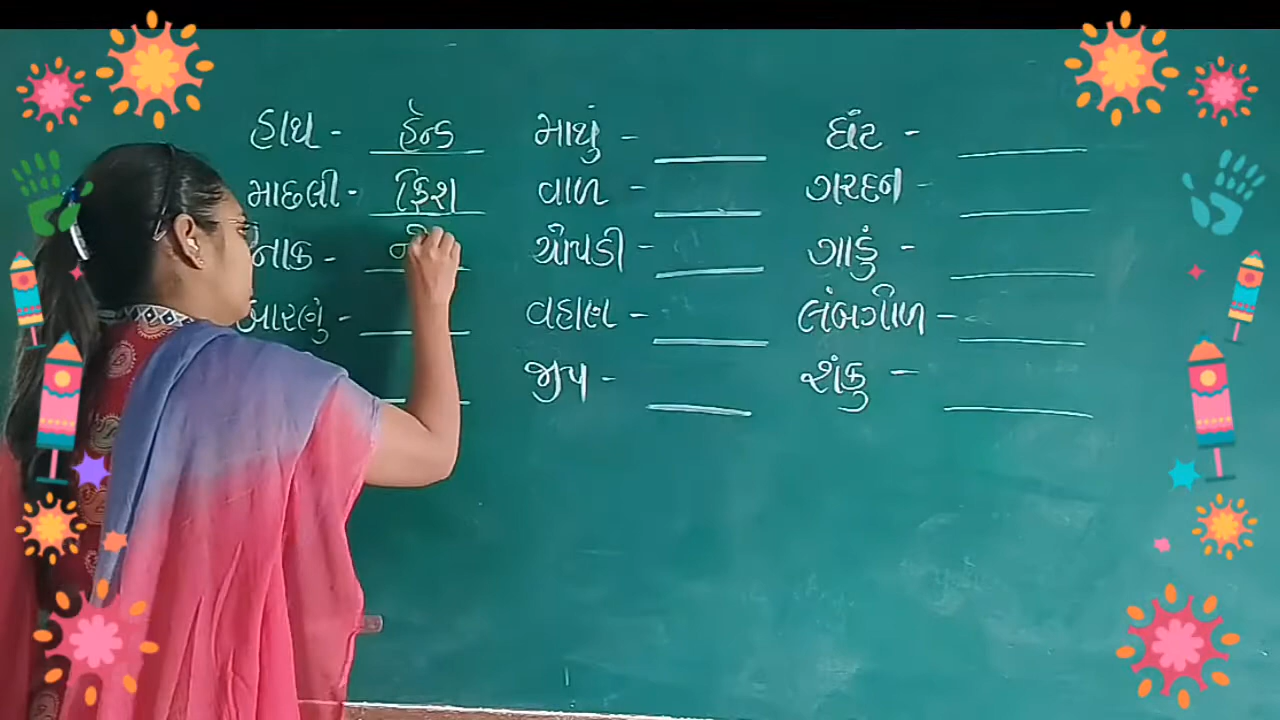 હાથ - હેન્ડ માથું - ઘંટ -
માછલી - ફિશ વાળ - ગરદન -
નાક - ચોપડી - ગાડું -
બારણું - વહાણ - લંબગોળ -
જીપ - શંકુ -